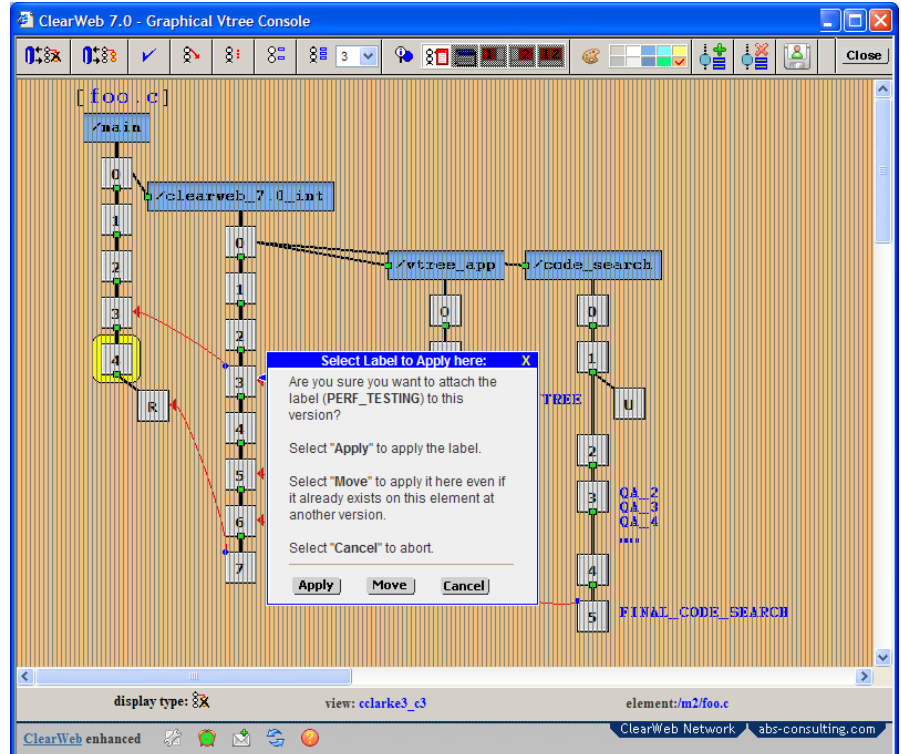 ClearWeb 7.0 - Graphical Vtree Console
3
Close
[foo.c]
/main
0
/clearweb_7.0_int
1
0
2
/vtree_app
/code_search
1
3
0
0
2
4
1
3
R
U
4
2
5
3
6
4
7
5
TREE
QA_2
QA_3
QA_4
....
FINAL_CODE_SEARCH
Select Label to Apply here: X
Are you sure you want to attach the
label (PERF_TESTING) to this
version?
Select "Apply" to apply the label.
Select "Move" to apply it here even if
it already exists on this element at
another version.
Select "Cancel" to abort.
Apply Move Cancel
display type: view: cclarke3_c3 element:/m2/foo.c
ClearWeb enhanced ClearWeb Network abs-consulting.com